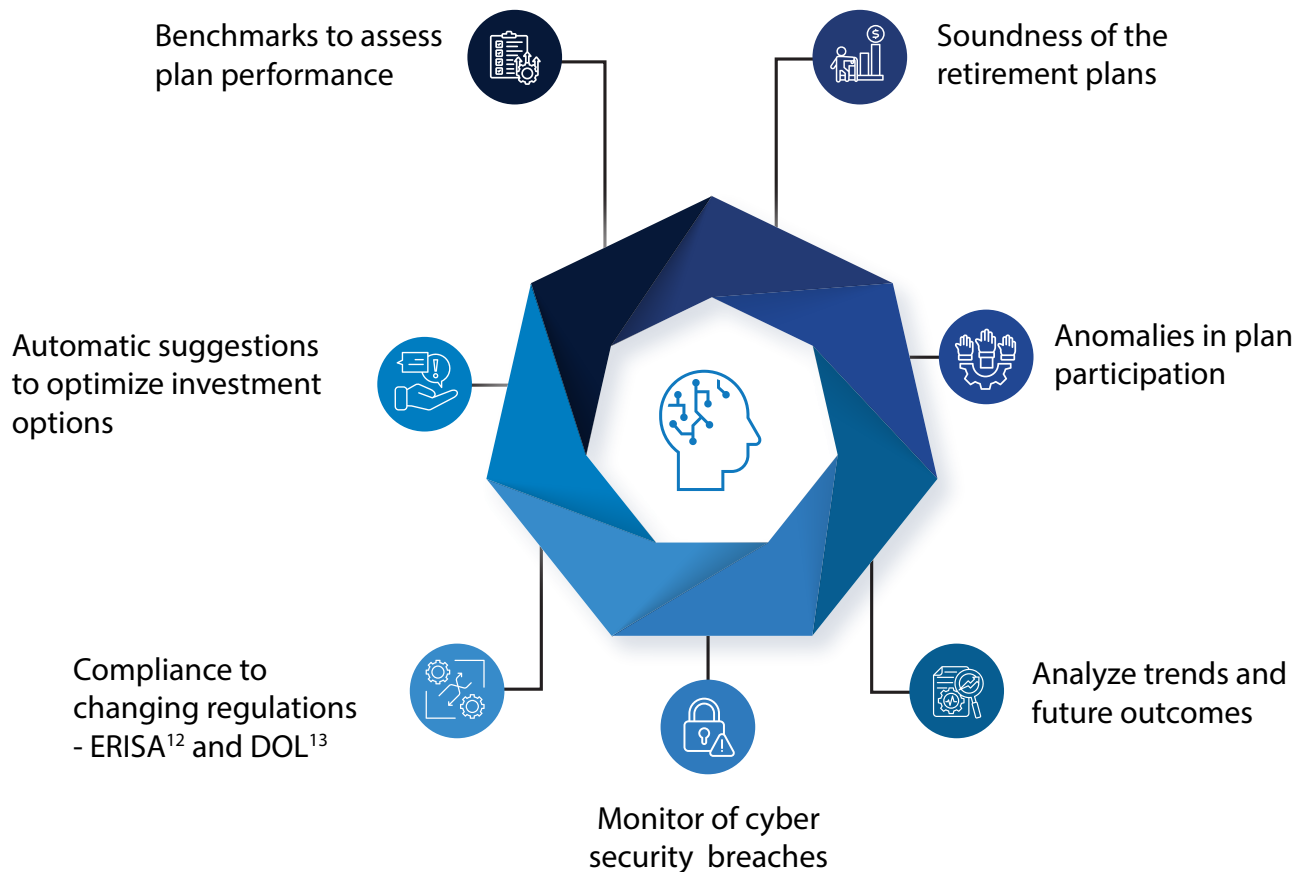 Benchmarks to assess
plan performance
Soundness of the
retirement plans
Automatic suggestions
to optimize investment
options
Anomalies in plan
participation
Compliance to
changing regulations
- ERISA¹² and DOL¹³
Analyze trends and
future outcomes
Monitor of cyber
security breaches
$